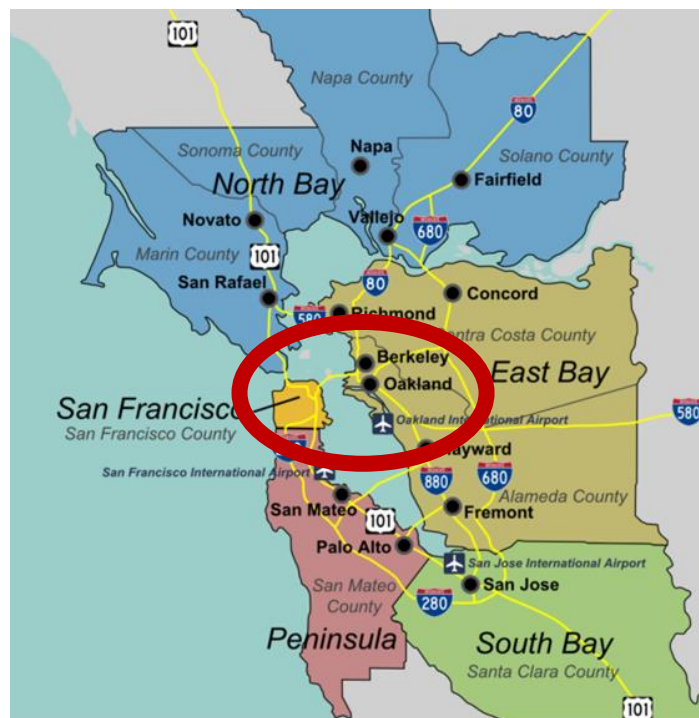 101
Napa County
80
Sonoma County
Napa
Solano County
North Bay
Fairfield
Novato
Vallejo
680
Marin County
101
San Rafael
80
Concord
580
Richmond
Contra Costa County
Berkeley
East Bay
Oakland
San Francisco
580
Oakland International Airport
San Francisco County
Hayward
San Francisco International Airport
880
680
Alameda County
San Mateo
Fremont
101
Palo Alto
San Jose International Airport
San Mateo
County
San Jose
280
Peninsula
South Bay
Santa Clara County
101